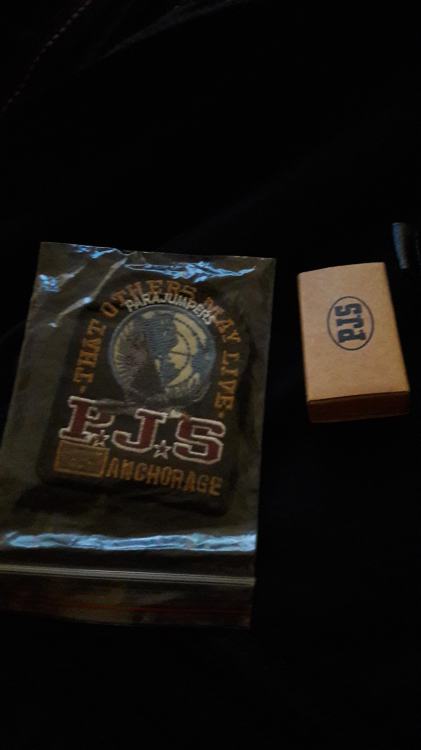 -THAT OTHERS MAY LIVE-
PARAJUMPERS
P.J.S
ANCHORAGE
PJS